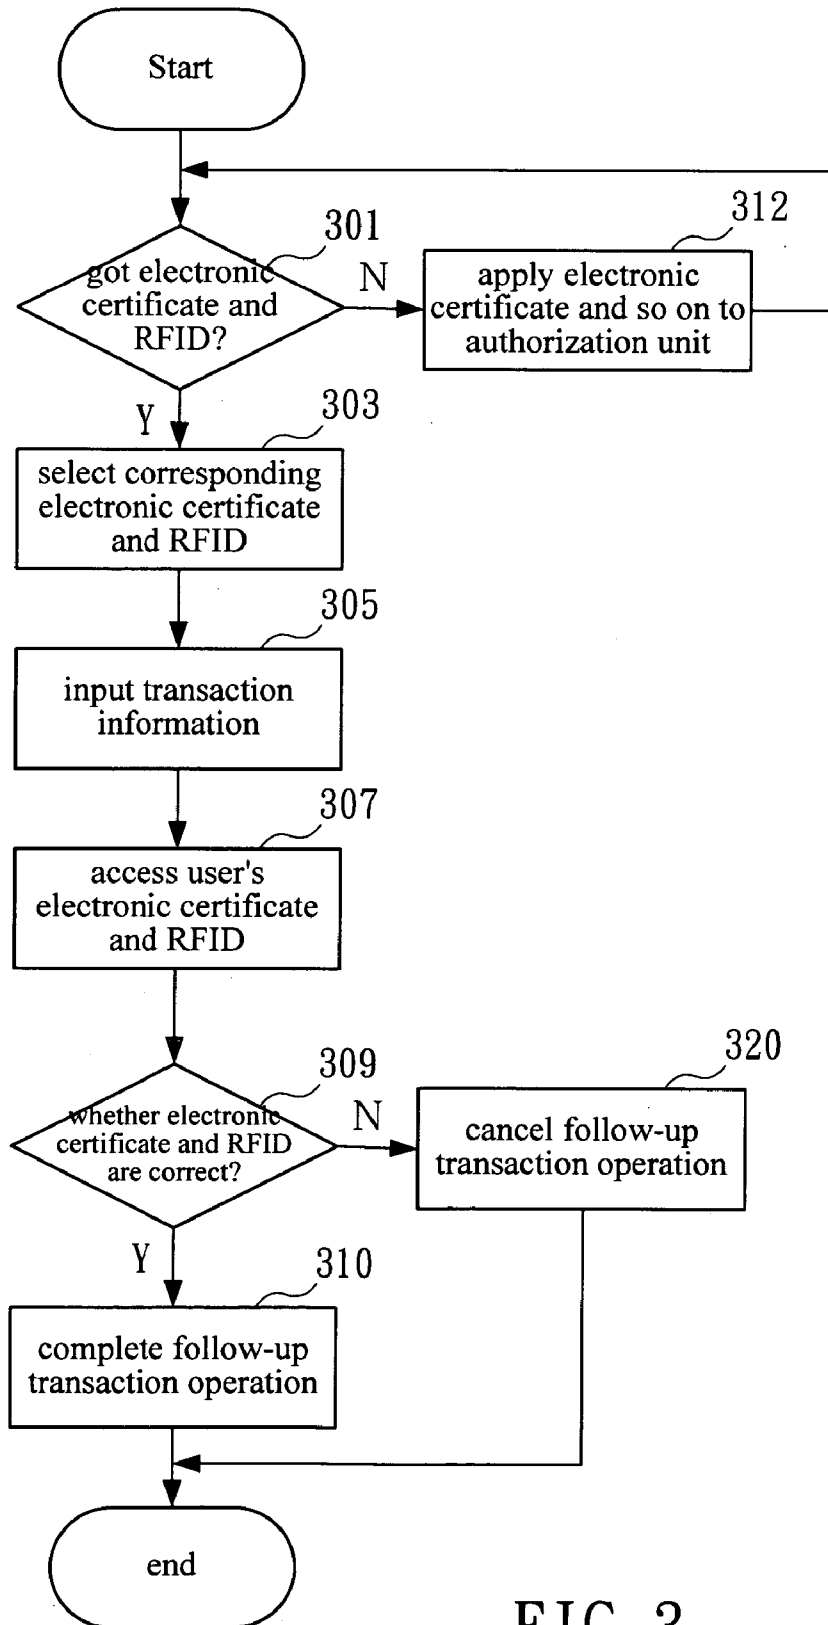 Start
301
got electronic
certificate and
RFID?
N
312
apply electronic
certificate and so on to
authorization unit
Y
303
select corresponding
electronic certificate
and RFID
305
input transaction
information
307
access user's
electronic certificate
and RFID
309
whether electronic
certificate and RFID
are correct?
N
320
cancel follow-up
transaction operation
Y
310
complete follow-up
transaction operation
end